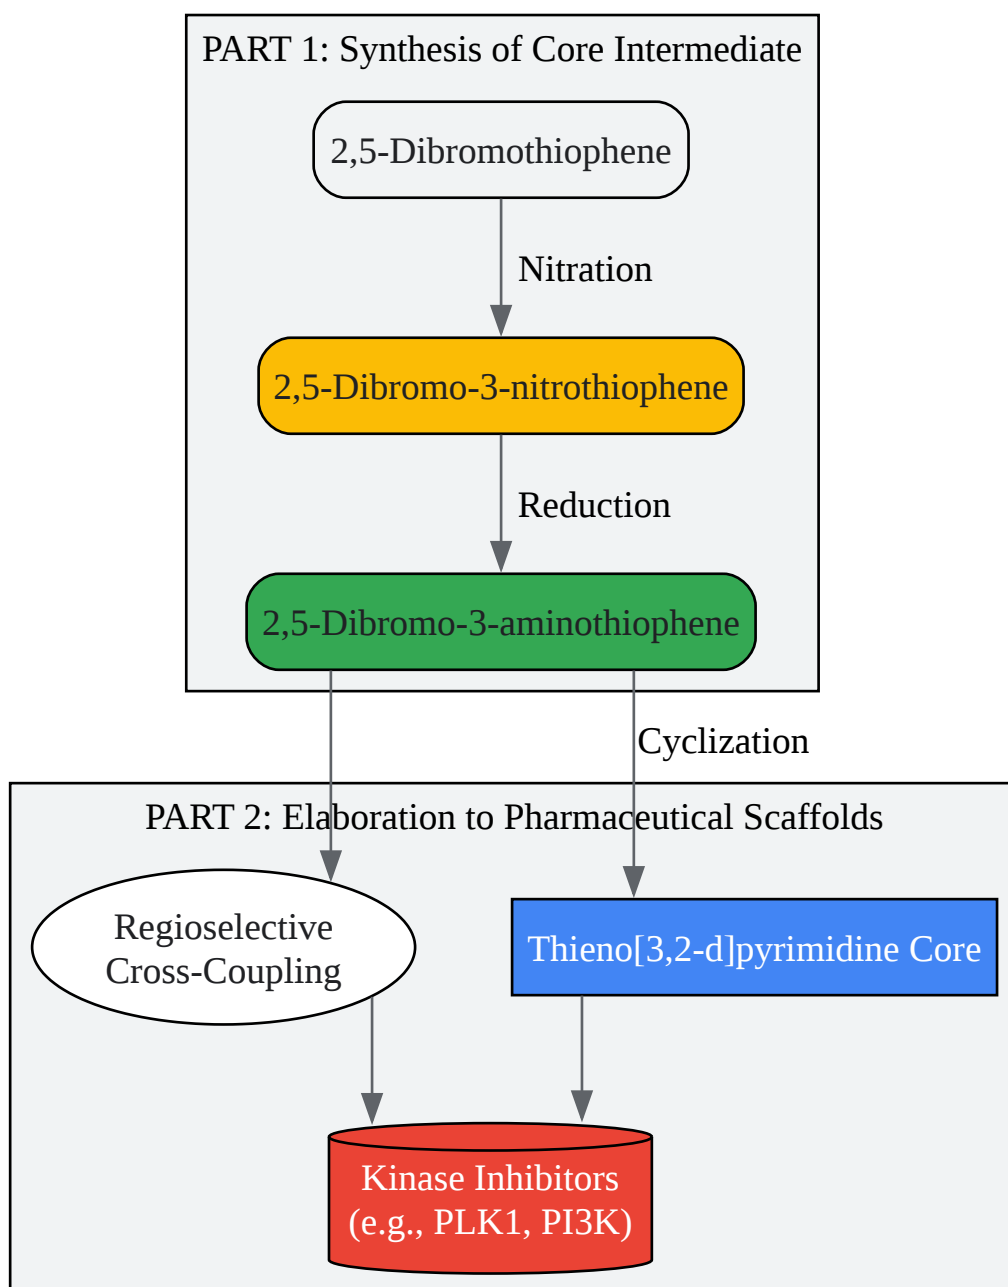 PART 1: Synthesis of Core Intermediate
2,5-Dibromothiophene
Nitration
2,5-Dibromo-3-nitrothiophene
Reduction
2,5-Dibromo-3-aminothiophene
Cyclization
PART 2: Elaboration to Pharmaceutical Scaffolds
Regioselective
Cross-Coupling
Thieno[3,2-d]pyrimidine Core
Kinase Inhibitors
(e.g., PLK1, PI3K)